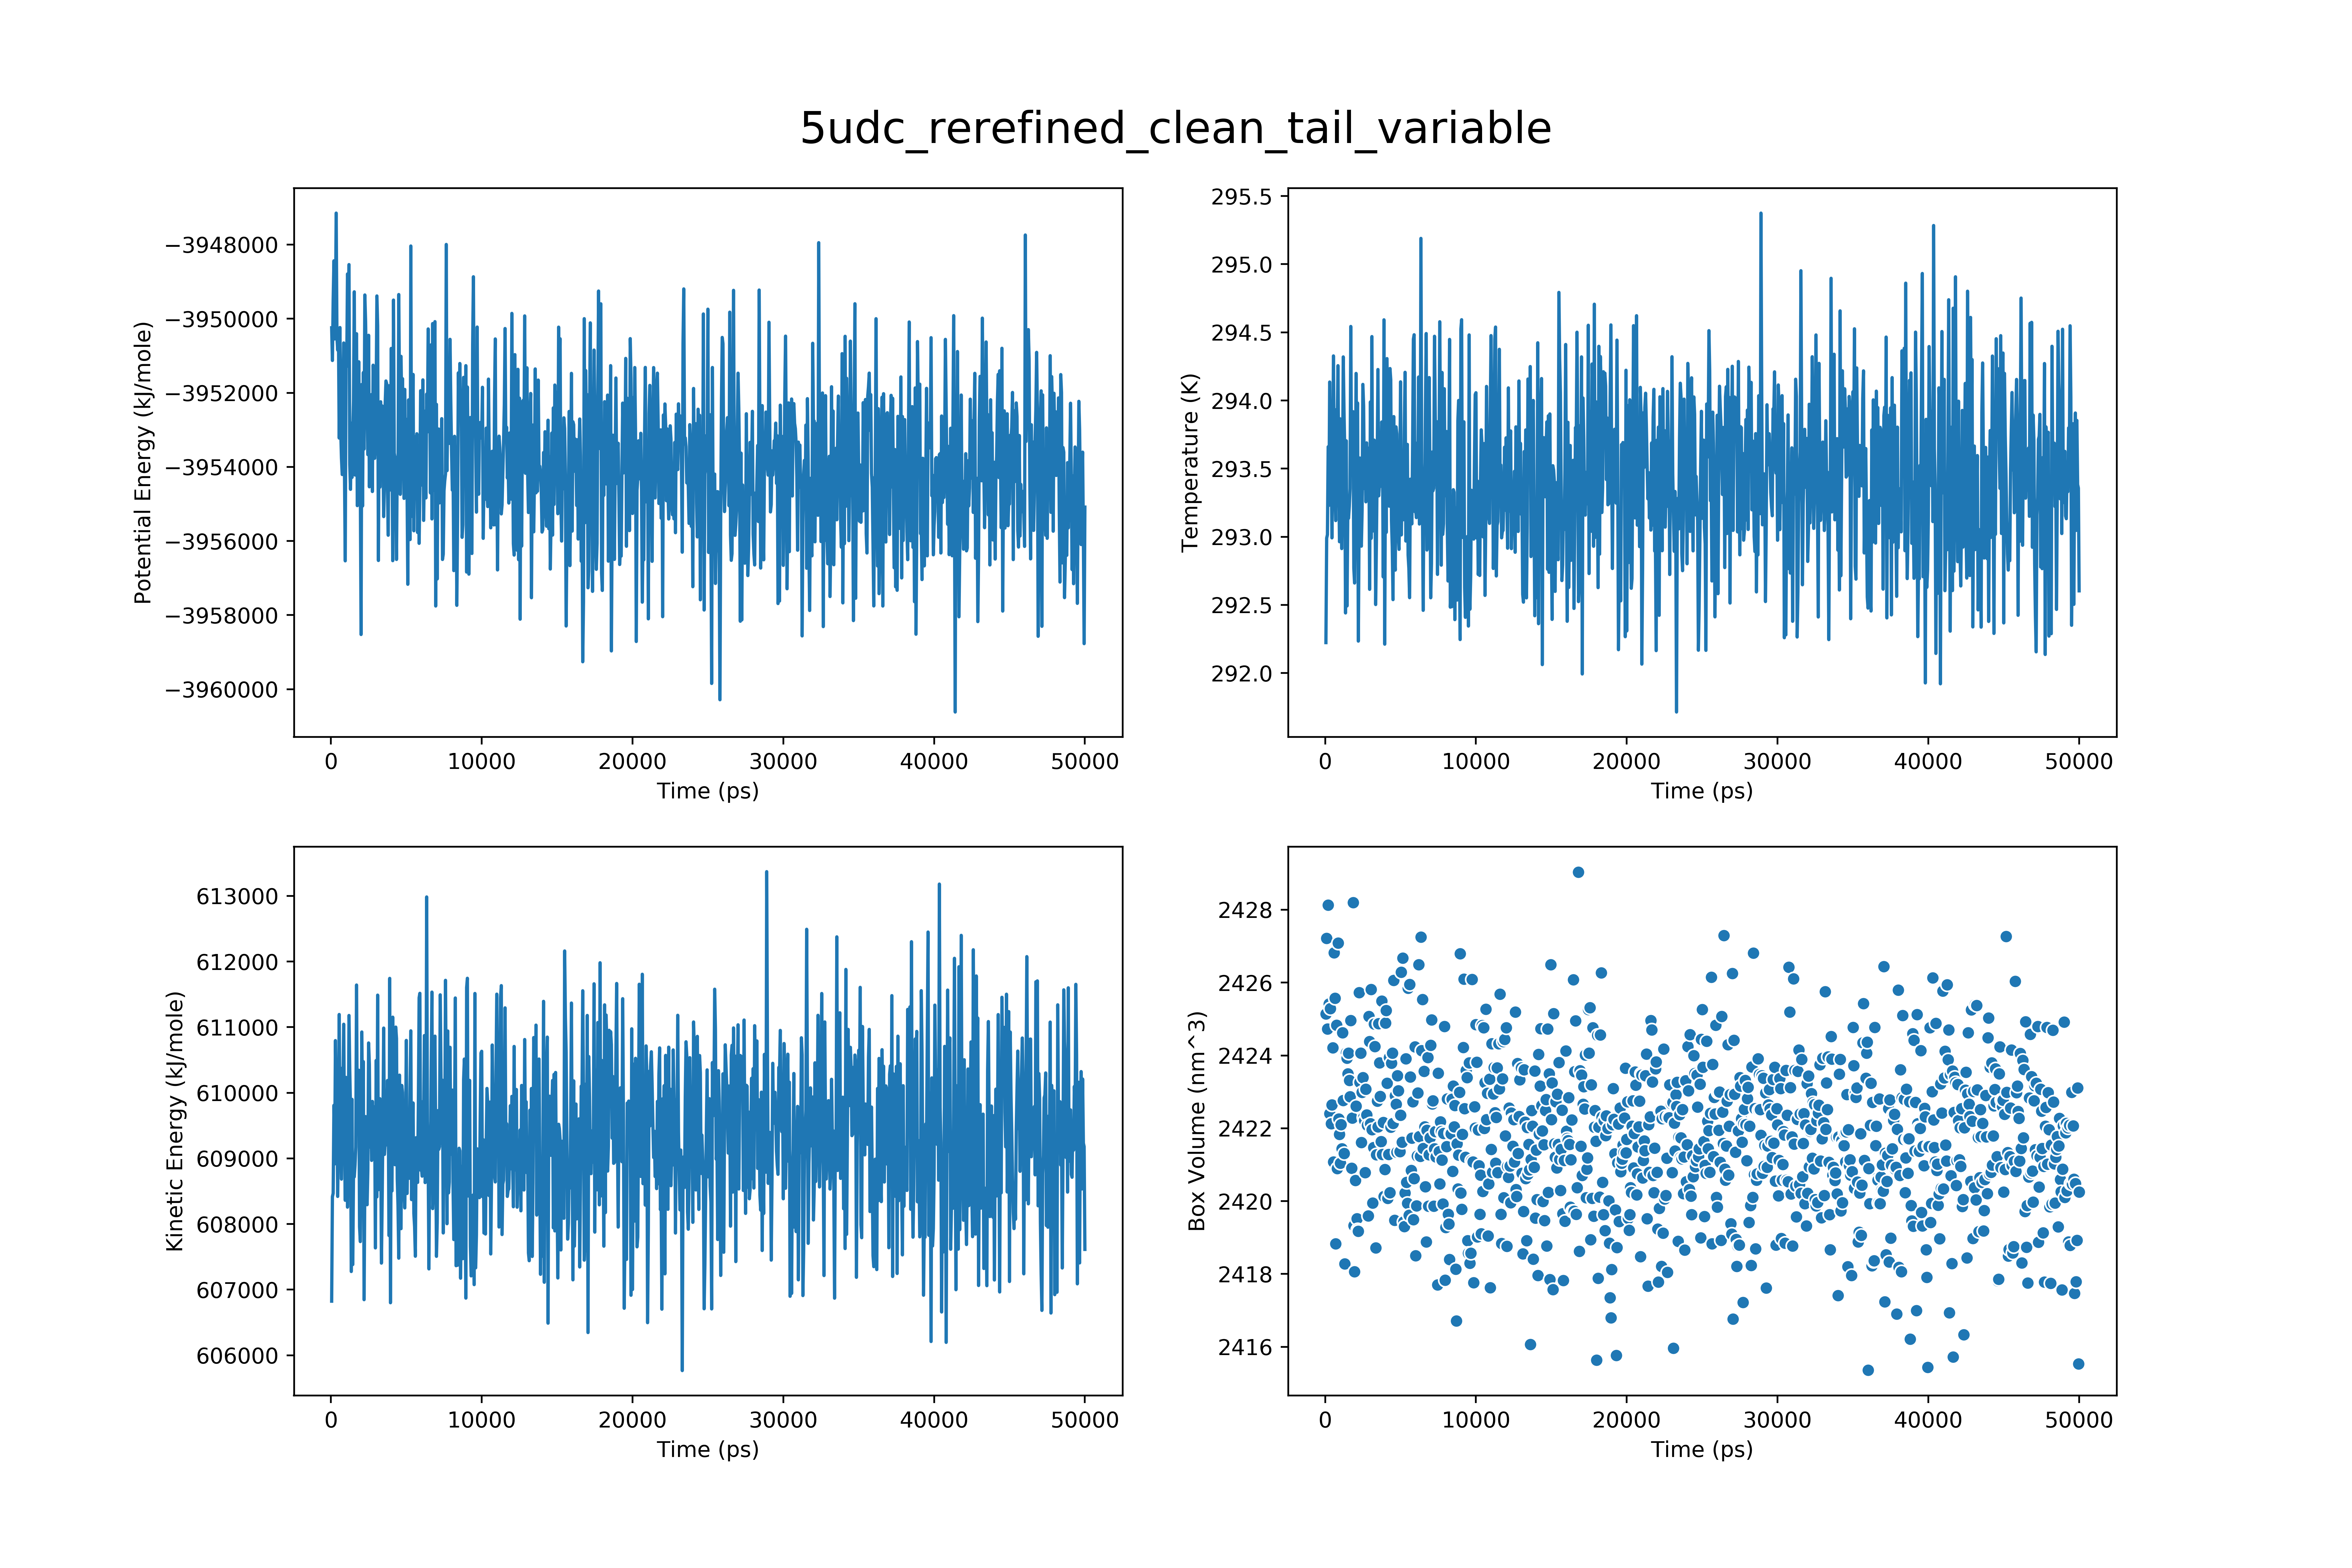 5udc_rerefined_clean_tail_variable
Potential Energy (kJ/mole)
−3948000
−3950000
−3952000
−3954000
−3956000
−3958000
−3960000
0 10000 20000 30000 40000 50000
Time (ps)
Temperature (K)
295.5
295.0
294.5
294.0
293.5
293.0
292.5
292.0
0 10000 20000 30000 40000 50000
Time (ps)
Kinetic Energy (kJ/mole)
613000
612000
611000
610000
609000
608000
607000
606000
0 10000 20000 30000 40000 50000
Time (ps)
Box Volume (nm^3)
2428
2426
2424
2422
2420
2418
2416
0 10000 20000 30000 40000 50000
Time (ps)